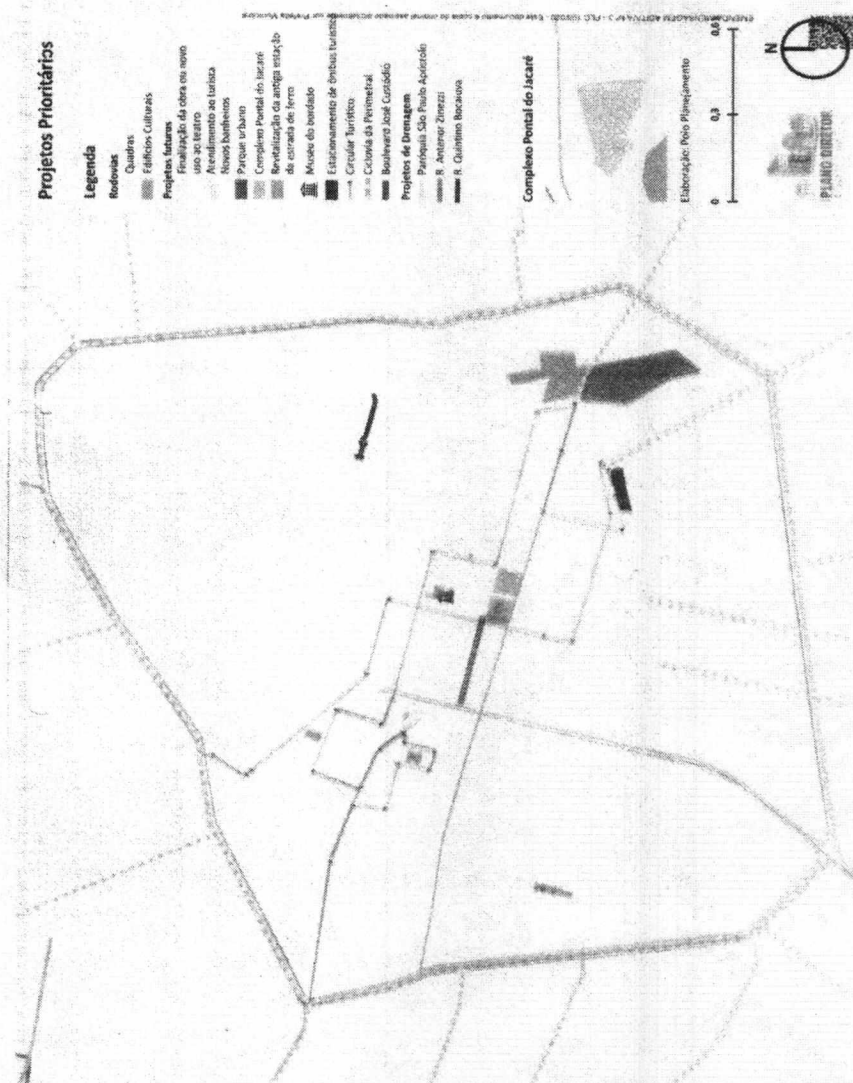 Projetos Prioritários
Legenda
Rodovias
Quadras
Edifícios Culturais
Projetos futuros
Finalização da obra ou novo
uso ao teatro
Atendimento ao turista
Novos banheiros
Parque urbano
Complexo Pontal do Jacaré
Revitalização da antiga estação
de estrada de ferro
Museu do bordado
Estacionamento de ônibus turístico
Circular Turístico
Ciclovia da Perimetral
Boulevard José Custódio
Projetos de Drenagem
Paróquia São Paulo Apóstolo
R. Antenor Zinezzi
R. Quintino Bocaiuva
Complexo Pontal do Jacaré
Elaboração: Polo Planejamento
0 0,3 0,6
N
PLANO DIRETOR